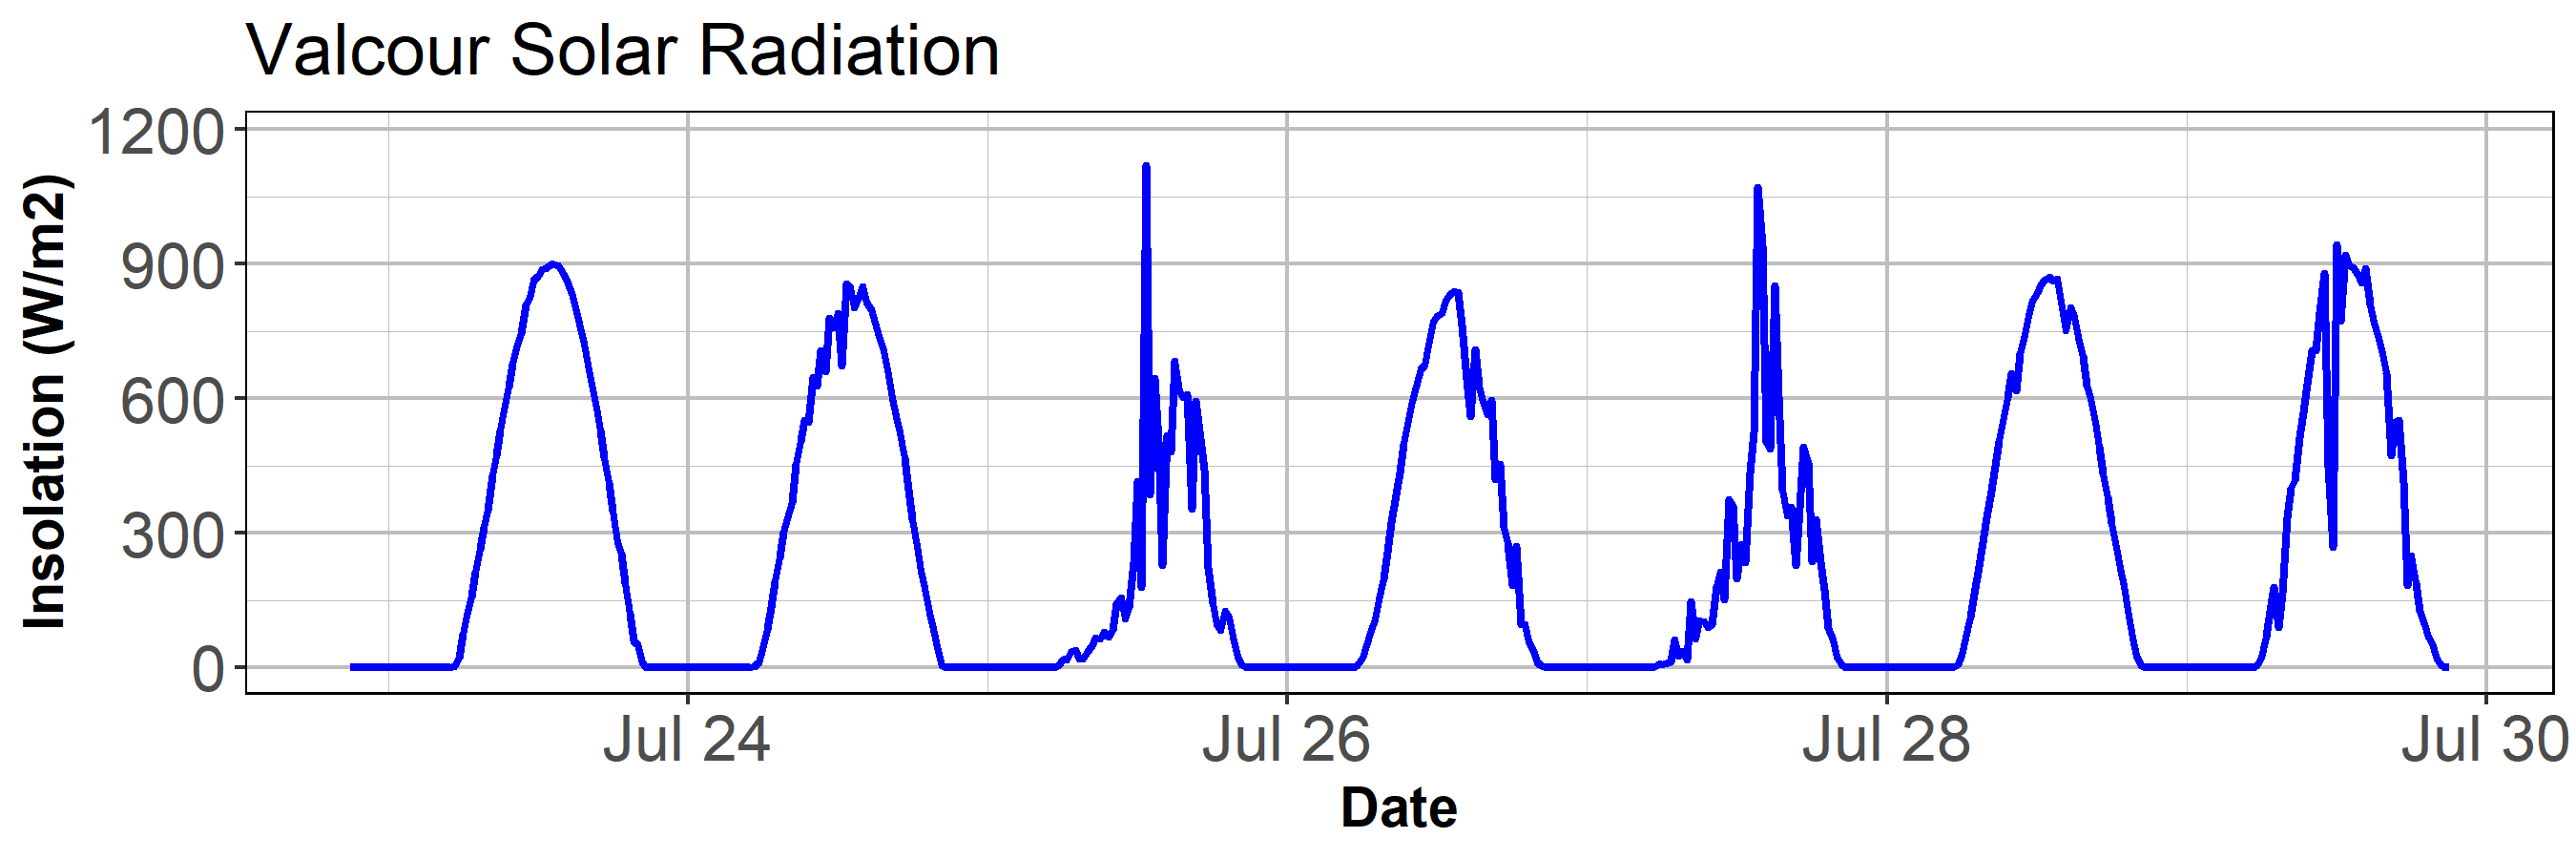 Valcour Solar Radiation
1200
900
600
300
0
Insolation (W/m2)
Jul 24 Jul 26 Jul 28 Jul 30
Date